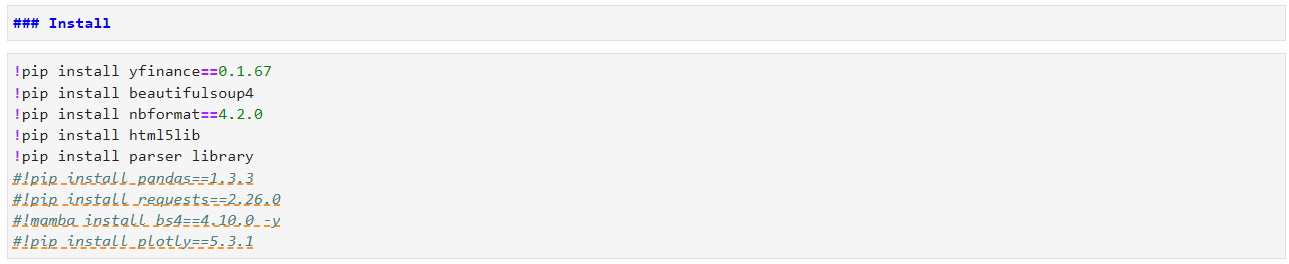 ### Install
!pip install yfinance==0.1.67
!pip install beautifulsoup4
!pip install nbformat==4.2.0
!pip install html5lib
!pip install parser library
#!pip install pandas==1.3.3
#!pip install requests==2.26.0
#!mamba install bs4==4.10.0 -y
#!pip install plotly==5.3.1